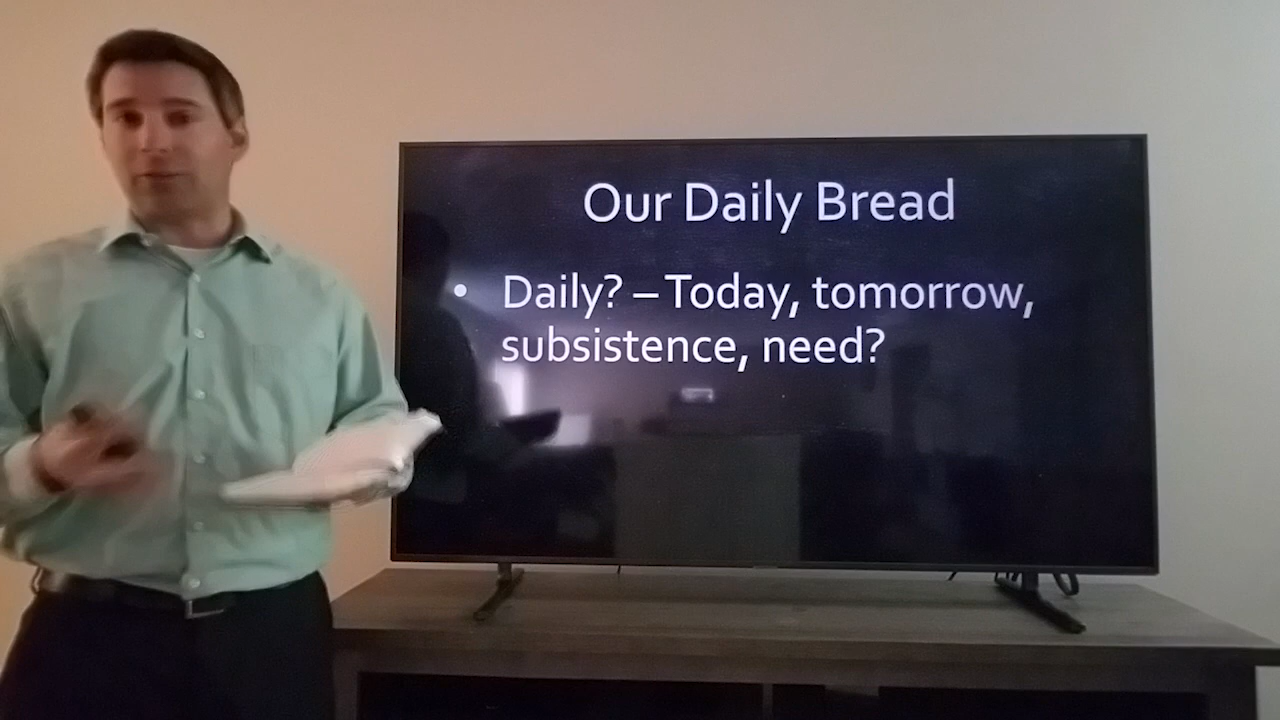 Our Daily Bread
• Daily? – Today, tomorrow,
subsistence, need?